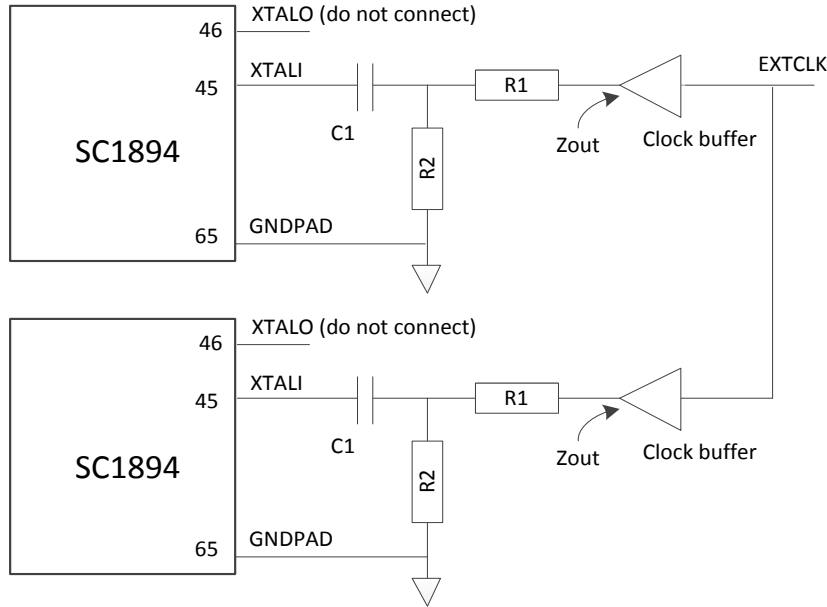 46
XTALO (do not connect)
XTALI
45
R1
EXTCLK
C1
Zout
Clock buffer
SC1894
R2
GNDPAD
65
46
XTALO (do not connect)
XTALI
45
R1
C1
Zout
Clock buffer
SC1894
R2
GNDPAD
65